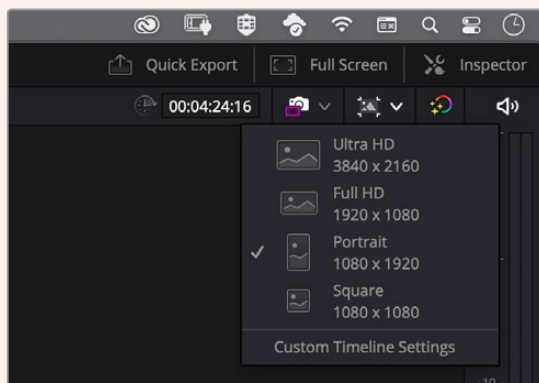 Quick Export
Full Screen
Inspector
00:04:24:16
Ultra HD
3840 x 2160
Full HD
1920 x 1080
Portrait
1080 x 1920
Square
1080 x 1080
Custom Timeline Settings